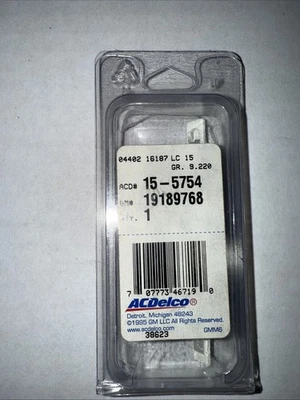 04402 16187 LC 15
GR. 9.220
ACD# 15-5754
GM# 19189768
QTY. 1
7 07773 46719 0
ACDelco®
Detroit, Michigan 48243
©1995 GM LLC All Rights Reserved.
www.acdelco.com GMM6
38623